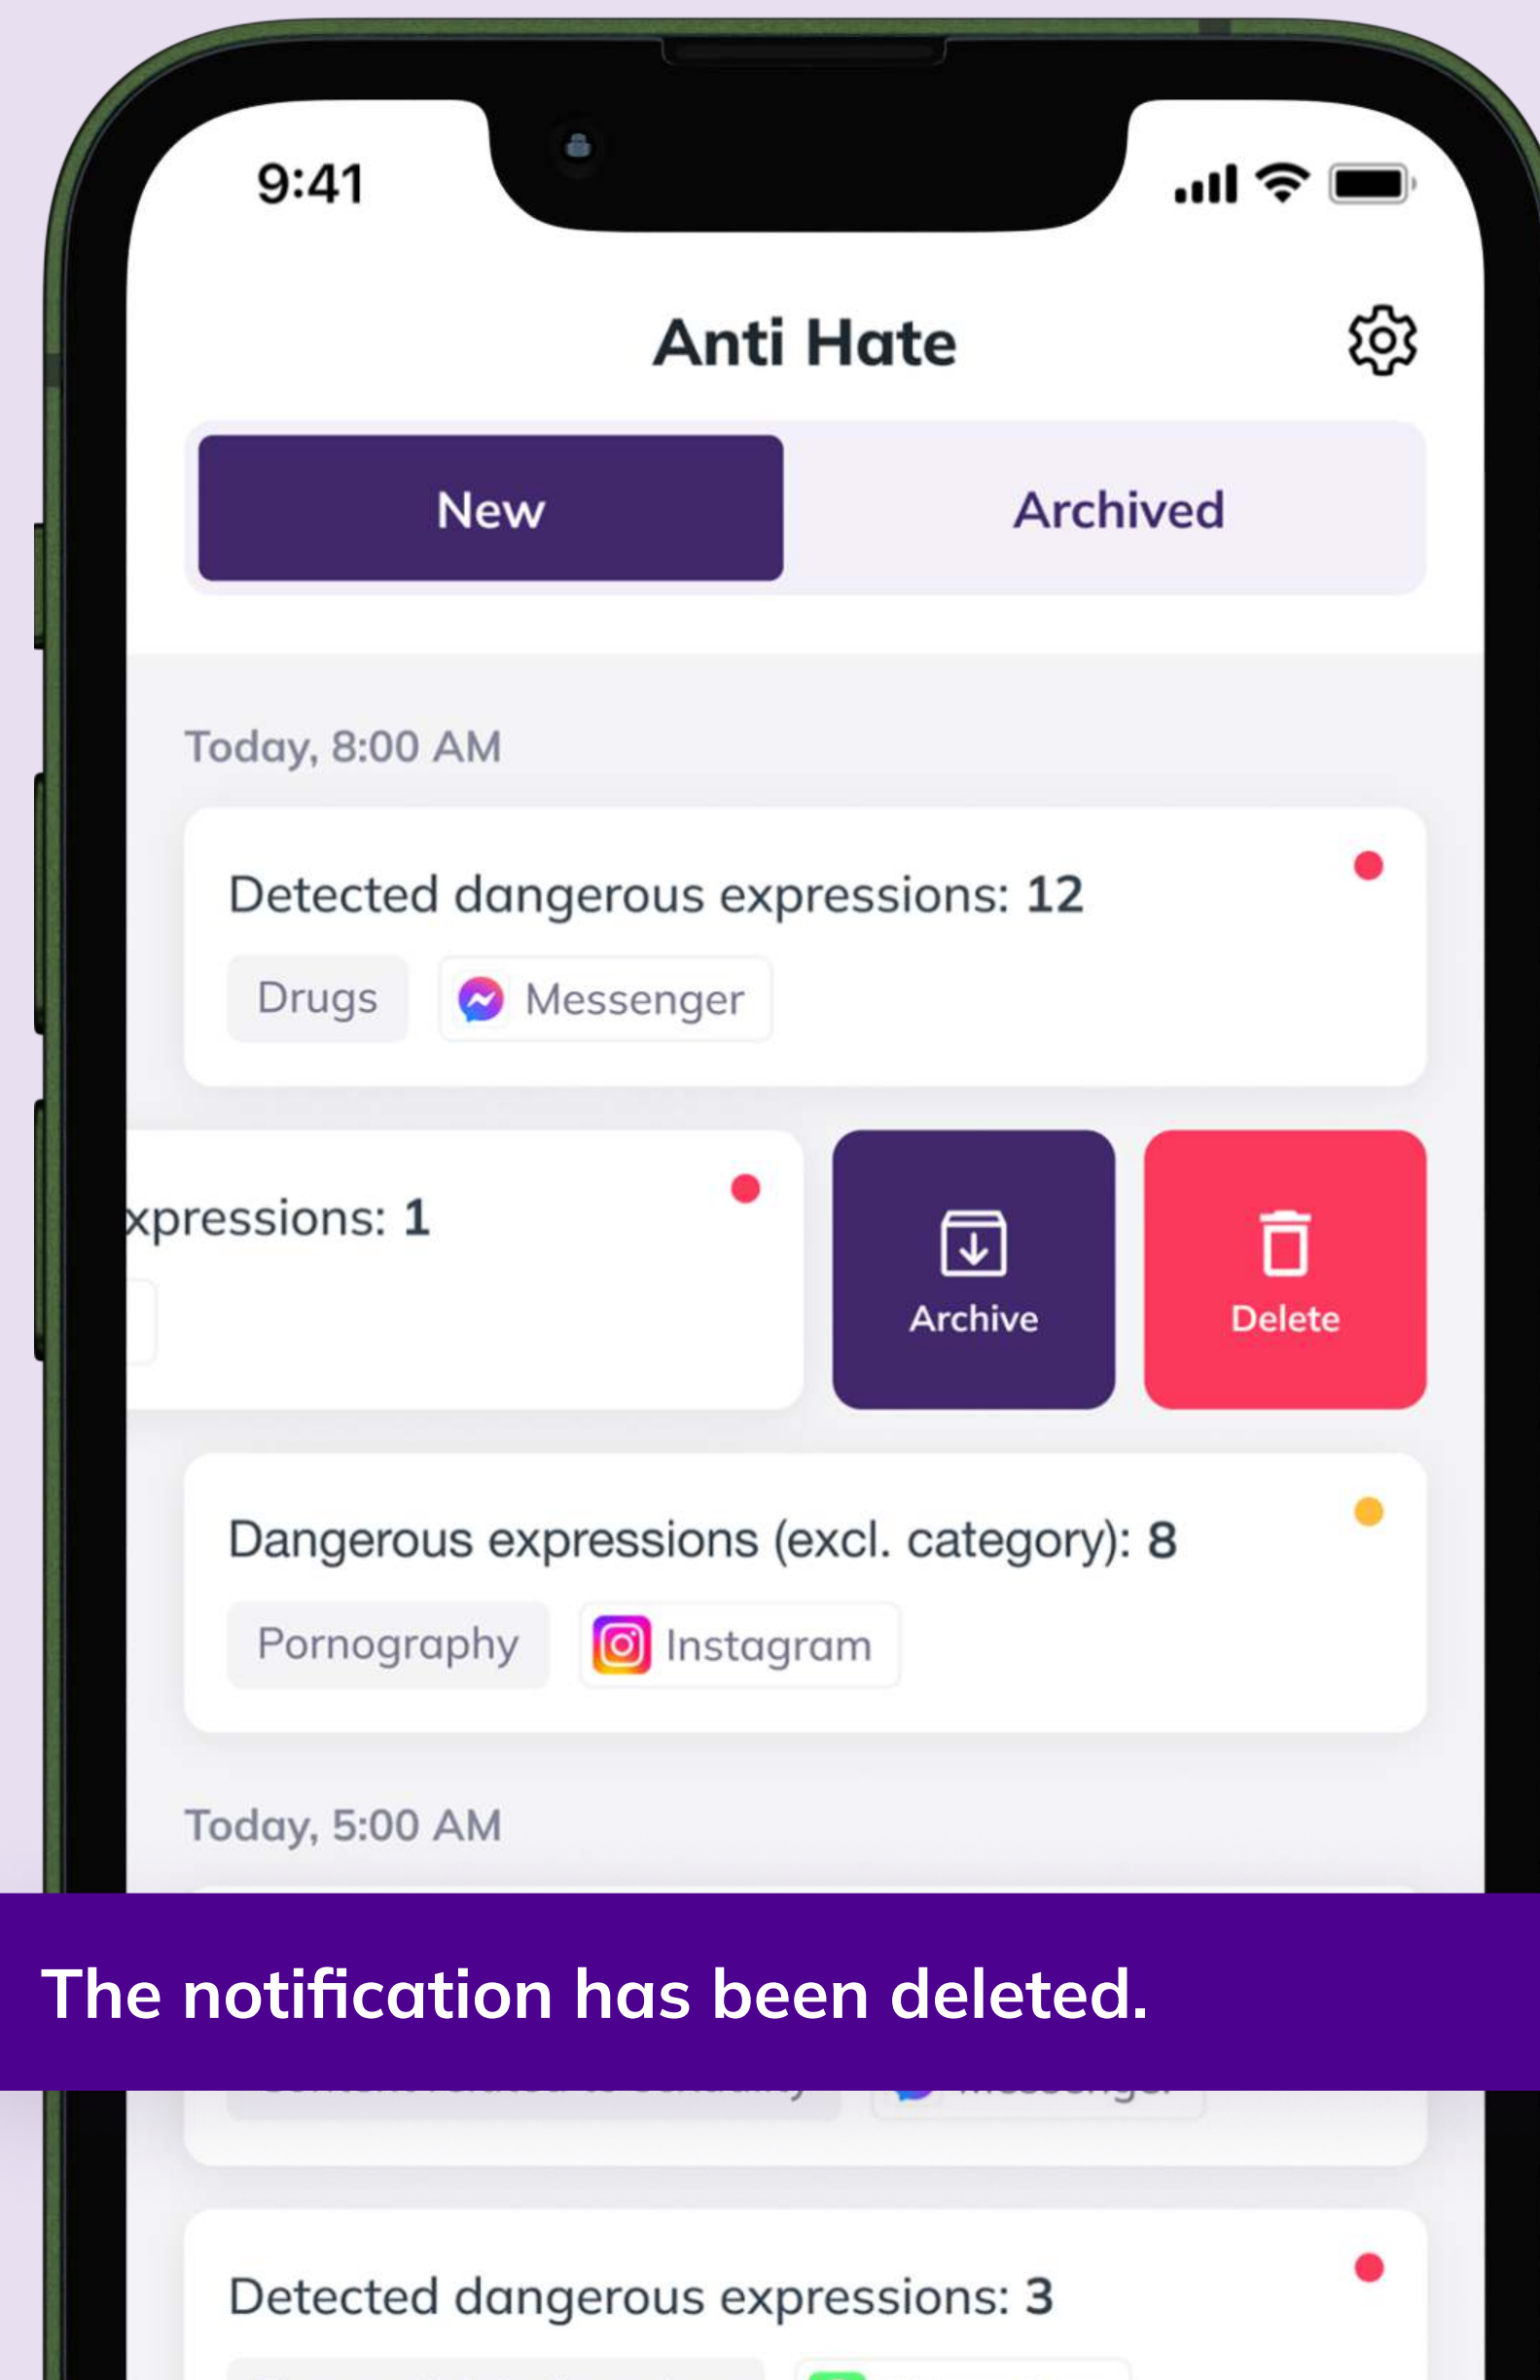 9:41
Anti Hate
New
Archived
Today, 8:00 AM
Detected dangerous expressions: 12
Drugs
Messenger
xpressions: 1
Archive
Delete
Dangerous expressions (excl. category): 8
Pornography
Instagram
Today, 5:00 AM
The notification has been deleted.
Messenger
Detected dangerous expressions: 3